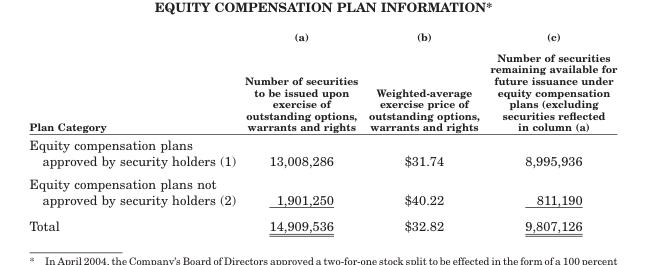 EQUITY COMPENSATION PLAN INFORMATION*
(a) (b) (c)
Number of securities
remaining available for
Number of securities future issuance under
to be issued upon Weighted-average equity compensation
exercise of exercise price of plans (excluding
outstanding options, outstanding options, securities reflected
Plan Category warrants and rights warrants and rights in column (a)
Equity compensation plans
approved by security holders (1) 13,008,286 $31.74 8,995,936
Equity compensation plans not
approved by security holders (2) 1,901,250 $40.22 811,190
Total 14,909,536 $32.82 9,807,126
* In April 2004, the Company's Board of Directors approved a two-for-one stock split to be effected in the form of a 100 percent